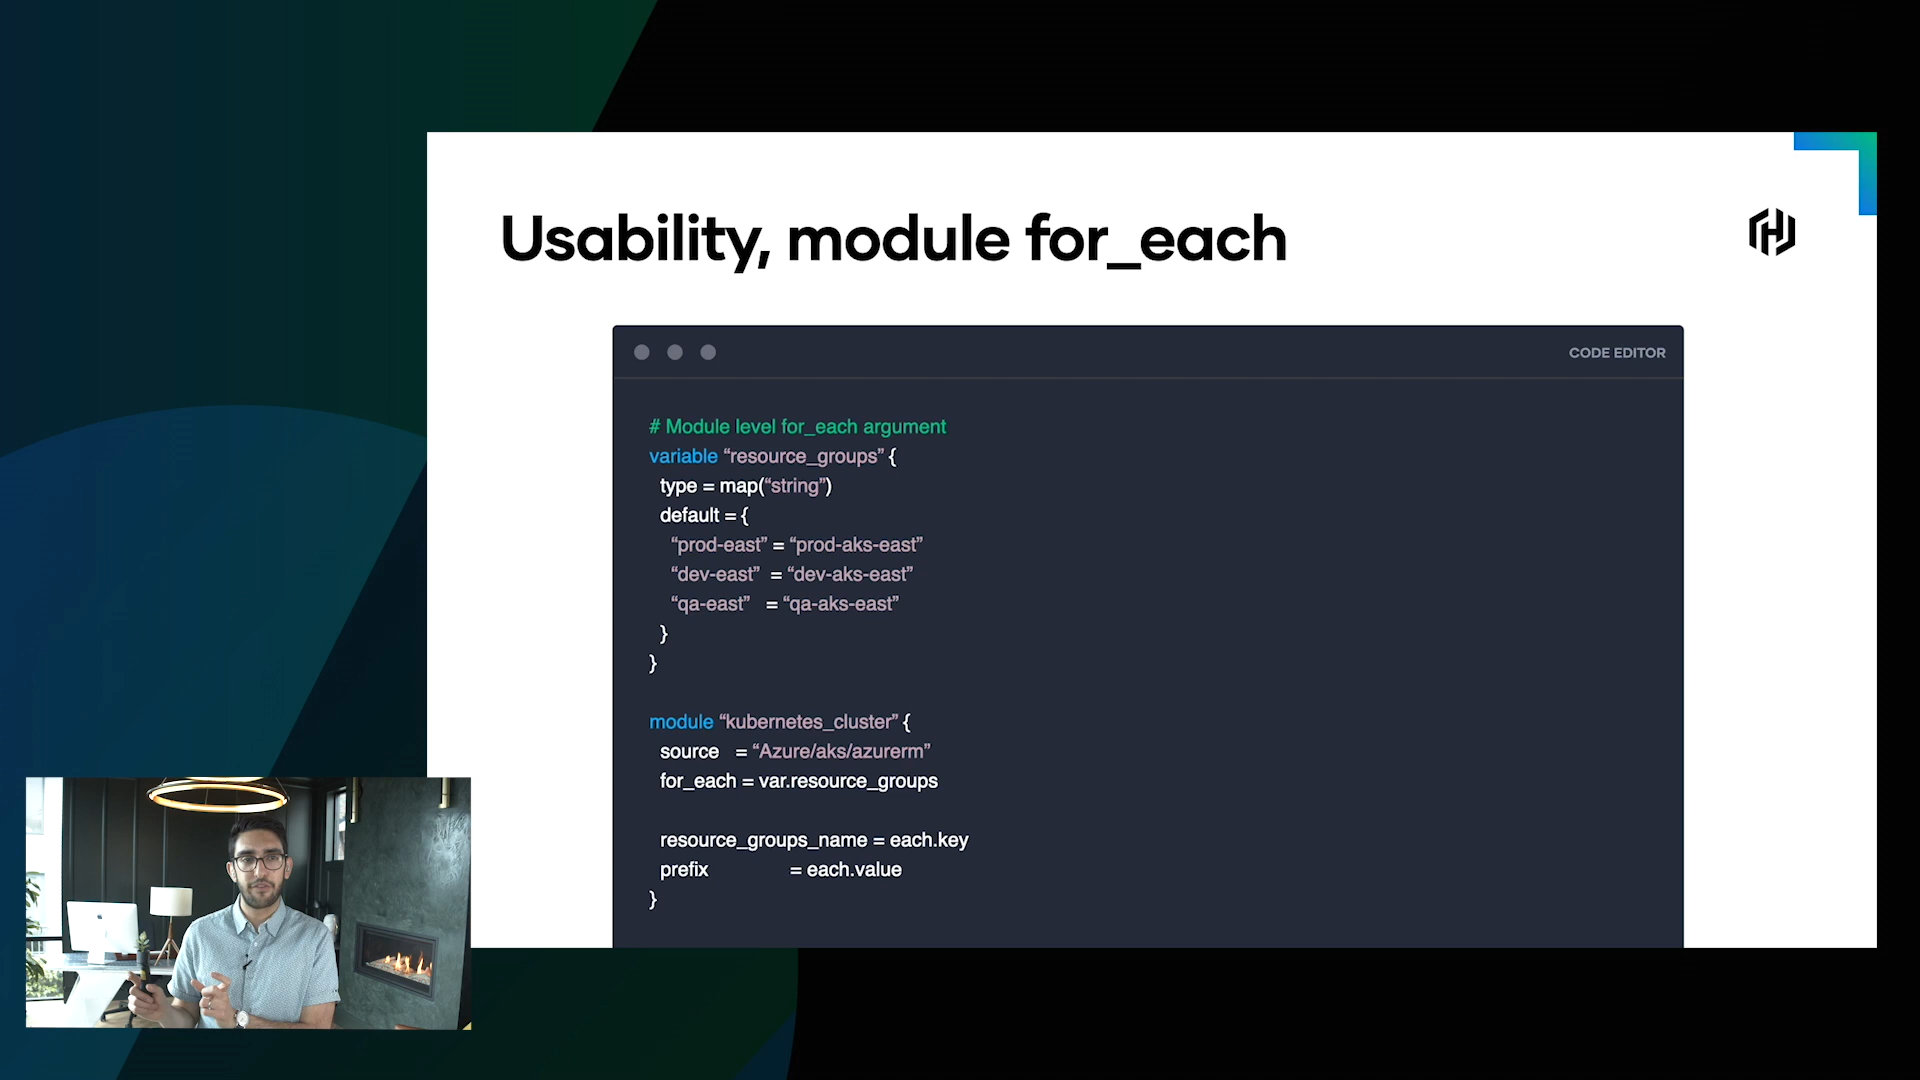 Usability, module for_each
CODE EDITOR
# Module level for_each argument
variable “resource_groups” {
type = map(“string”)
default = {
“prod-east” = “prod-aks-east”
“dev-east” = “dev-aks-east”
“qa-east” = “qa-aks-east”
}
}
module “kubernetes_cluster” {
source = “Azure/aks/azurerm”
for_each = var.resource_groups
resource_groups_name = each.key
prefix = each.value
}